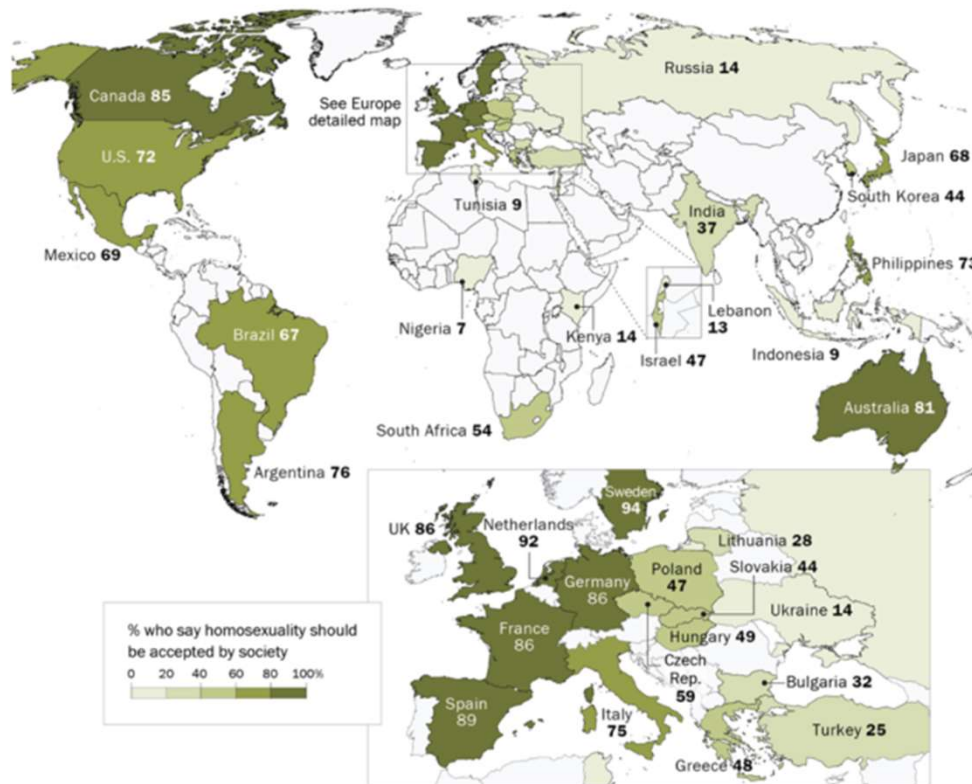 Canada 85
U.S. 72
Mexico 69
Brazil 67
Argentina 76
See Europe
detailed map
Russia 14
Japan 68
South Korea 44
Tunisia 9
India
37
Philippines 73
Nigeria 7
Kenya 14
Lebanon
13
Israel 47
Indonesia 9
South Africa 54
Australia 81
Sweden
94
UK 86
Netherlands
92
Lithuania 28
Slovakia 44
Poland
47
Germany
86
Ukraine 14
France
86
Hungary 49
Czech
Rep.
59
Bulgaria 32
Spain
89
Italy
75
Turkey 25
Greece 48
% who say homosexuality should
be accepted by society
0 20 40 60 80 100%